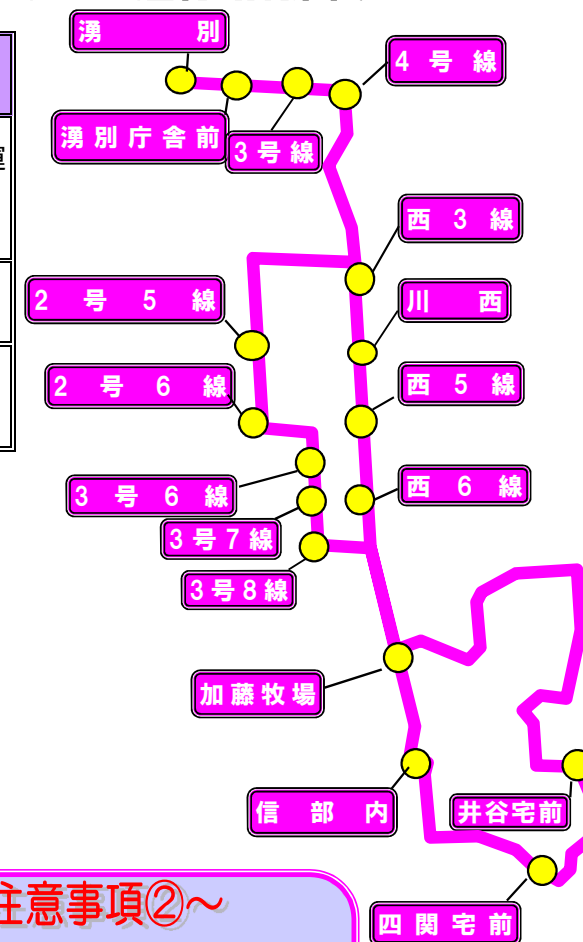 湧別
4号線
湧別庁舎前
3号線
西3線
2号5線
川西
2号6線
西5線
3号6線
西6線
3号7線
3号8線
加藤牧場
信部内
井谷宅前
四関宅前
注意事項②～